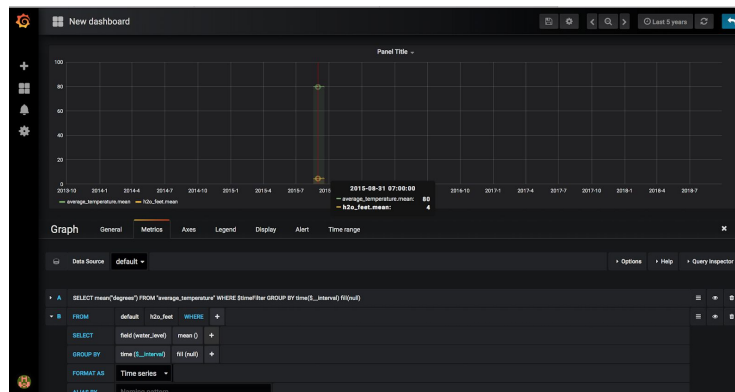 New dashboard
Last 5 years
Panel Title
100
80
60
40
20
0
2013-10 2014-1 2014-4 2014-7 2014-10 2015-1 2015-4 2015-7 2016-10 2017-1 2017-4 2017-7 2017-10 2018-1 2018-4 2018-7
2015-08-31 07:00:00
average_temperature.mean: 80
h2o_feet.mean: 4
average_temperature.mean h2o_feet.mean
Graph General Metrics Axes Legend Display Alert Time range
Data Source default Options Help Query Inspector
A SELECT mean("degrees") FROM "average_temperature" WHERE $timeFilter GROUP BY time($__interval) fill(null)
B FROM default h2o_feet WHERE +
SELECT field (water_level) mean () +
GROUP BY time ($__interval) fill (null) +
FORMAT AS Time series
ALIAS BY Naming pattern